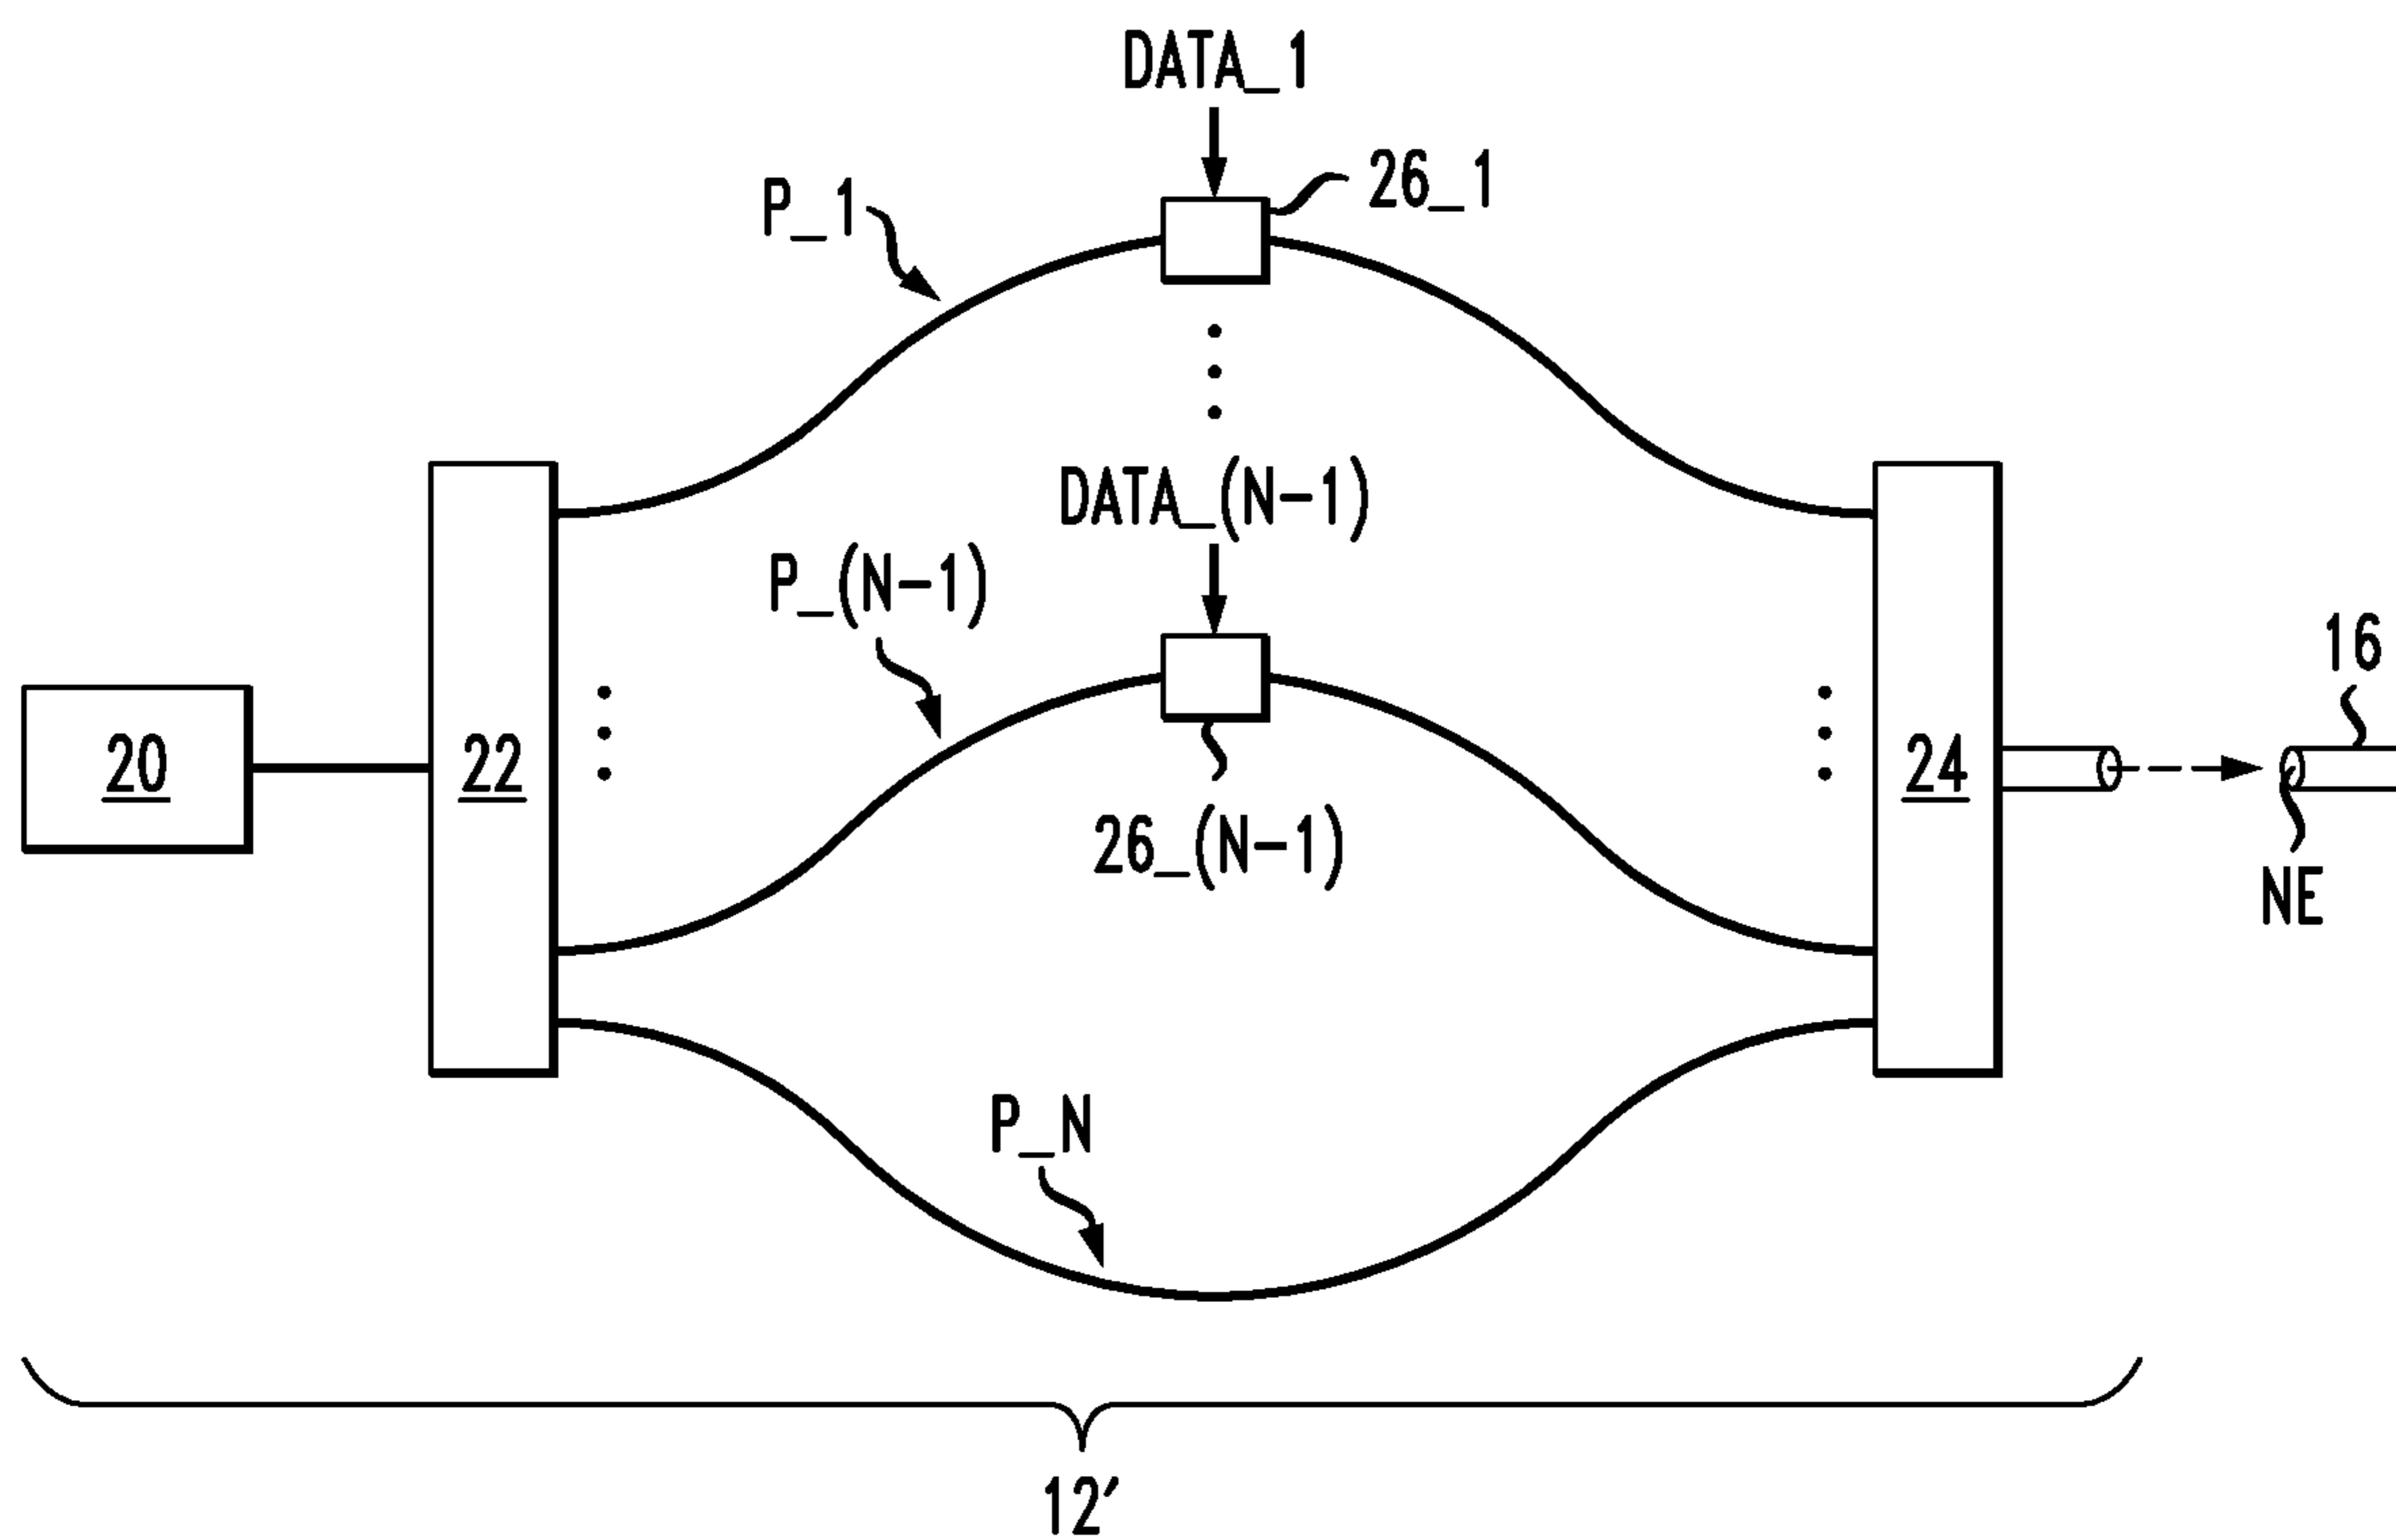 DATA_1
26_1
P_1
DATA_(N-1)
P_(N-1)
16
20
22
24
26_(N-1)
NE
P_N
12′